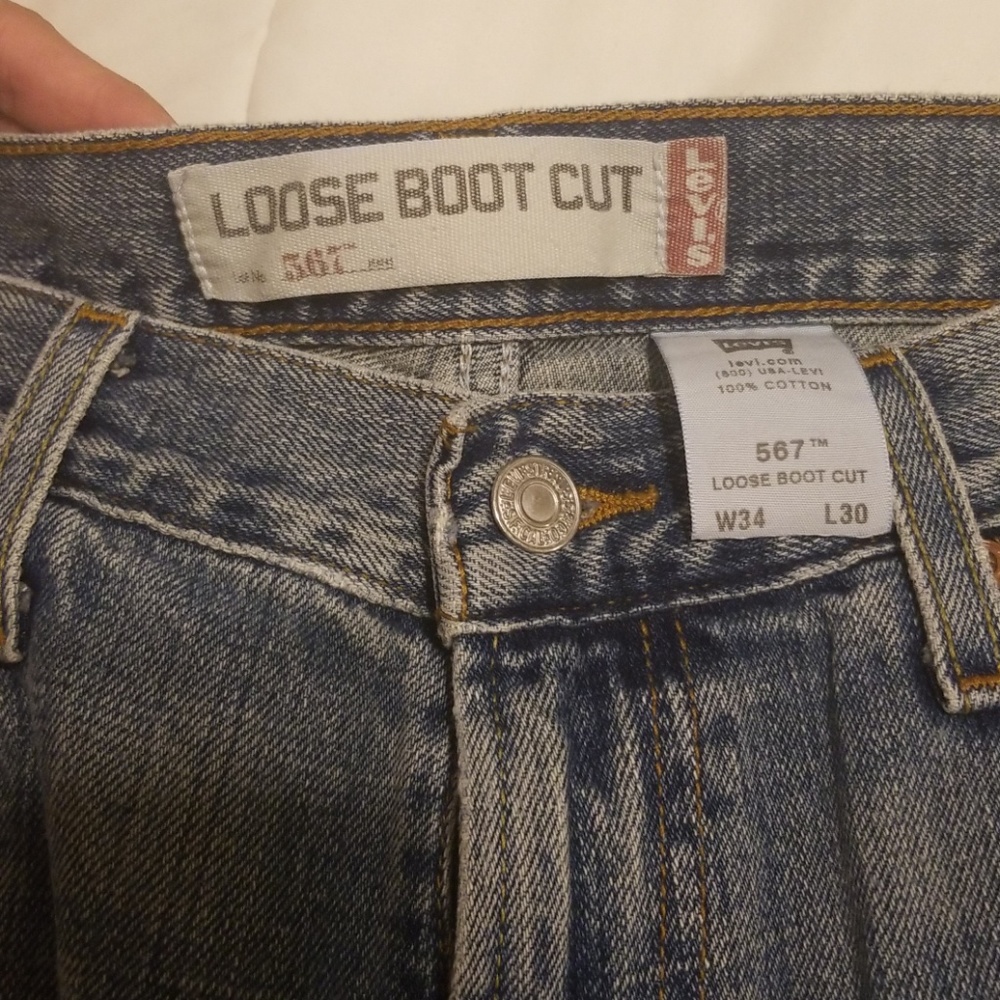 LOOSE BOOT CUT
567
Levi's
LEVI'S
levi.com
(800) USA-LEVI
100% COTTON
567™
LOOSE BOOT CUT
W34 L30